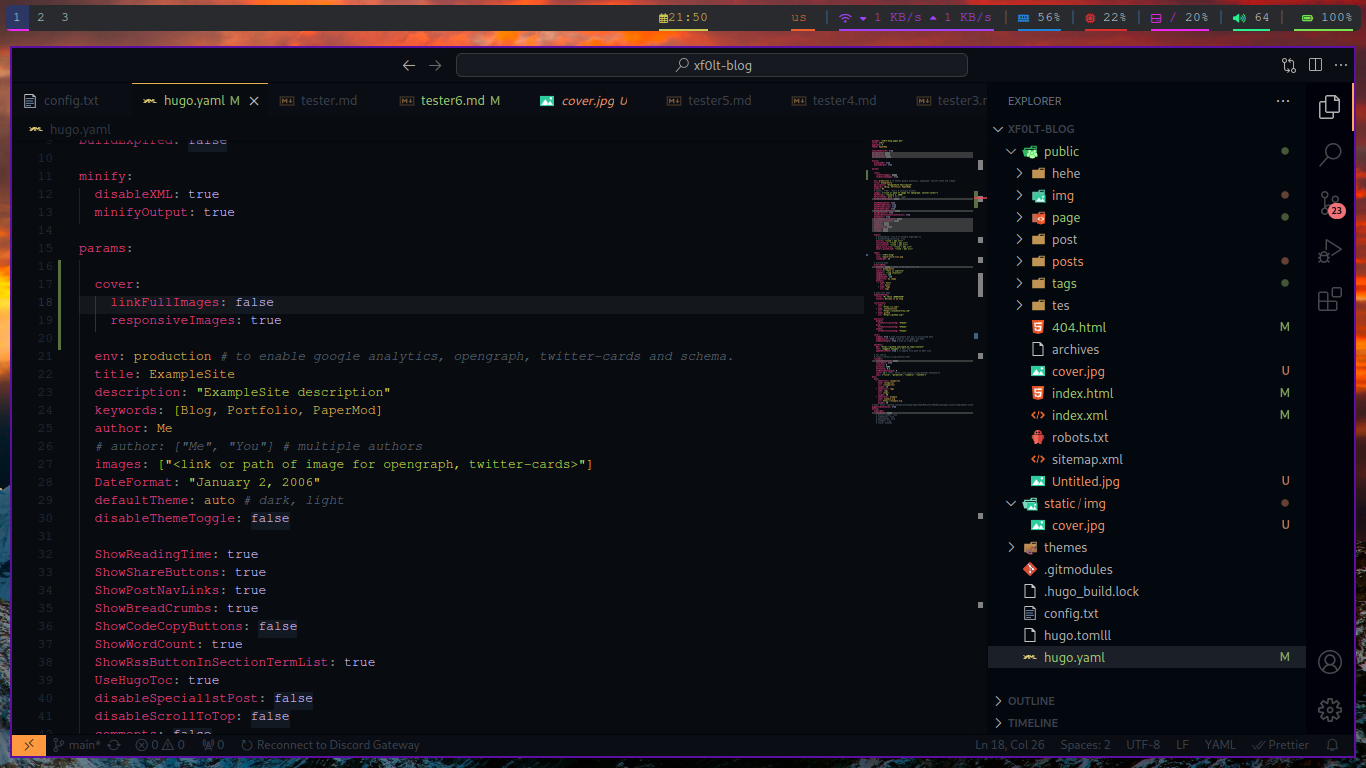 1 2 3 21:50 us 1 KB/s 1 KB/s 56% 22% / 20% 64 100%
xf0lt-blog
config.txt hugo.yaml M tester.md tester6.md M cover.jpg U tester5.md tester4.md tester3.r
hugo.yaml
9 buildExpired: false
10
11 minify:
12 disableXML: true
13 minifyOutput: true
14
15 params:
16
17 cover:
18 linkFullImages: false
19 responsiveImages: true
20
21 env: production # to enable google analytics, opengraph, twitter-cards and schema.
22 title: ExampleSite
23 description: "ExampleSite description"
24 keywords: [Blog, Portfolio, PaperMod]
25 author: Me
26 # author: ["Me", "You"] # multiple authors
27 images: ["<link or path of image for opengraph, twitter-cards>"]
28 DateFormat: "January 2, 2006"
29 defaultTheme: auto # dark, light
30 disableThemeToggle: false
31
32 ShowReadingTime: true
33 ShowShareButtons: true
34 ShowPostNavLinks: true
35 ShowBreadCrumbs: true
36 ShowCodeCopyButtons: false
37 ShowWordCount: true
38 ShowRssButtonInSectionTermList: true
39 UseHugoToc: true
40 disableSpecial1stPost: false
41 disableScrollToTop: false
42 comments: false
EXPLORER
XF0LT-BLOG
public
hehe
img
page
post
posts
tags
tes
404.html M
archives
cover.jpg U
index.html M
index.xml M
robots.txt
sitemap.xml
Untitled.jpg U
static/img
cover.jpg U
themes
.gitmodules
.hugo_build.lock
config.txt
hugo.tomlll
hugo.yaml M
OUTLINE
TIMELINE
23
main* 0 0 0 Reconnect to Discord Gateway Ln 18, Col 26 Spaces: 2 UTF-8 LF YAML Prettier